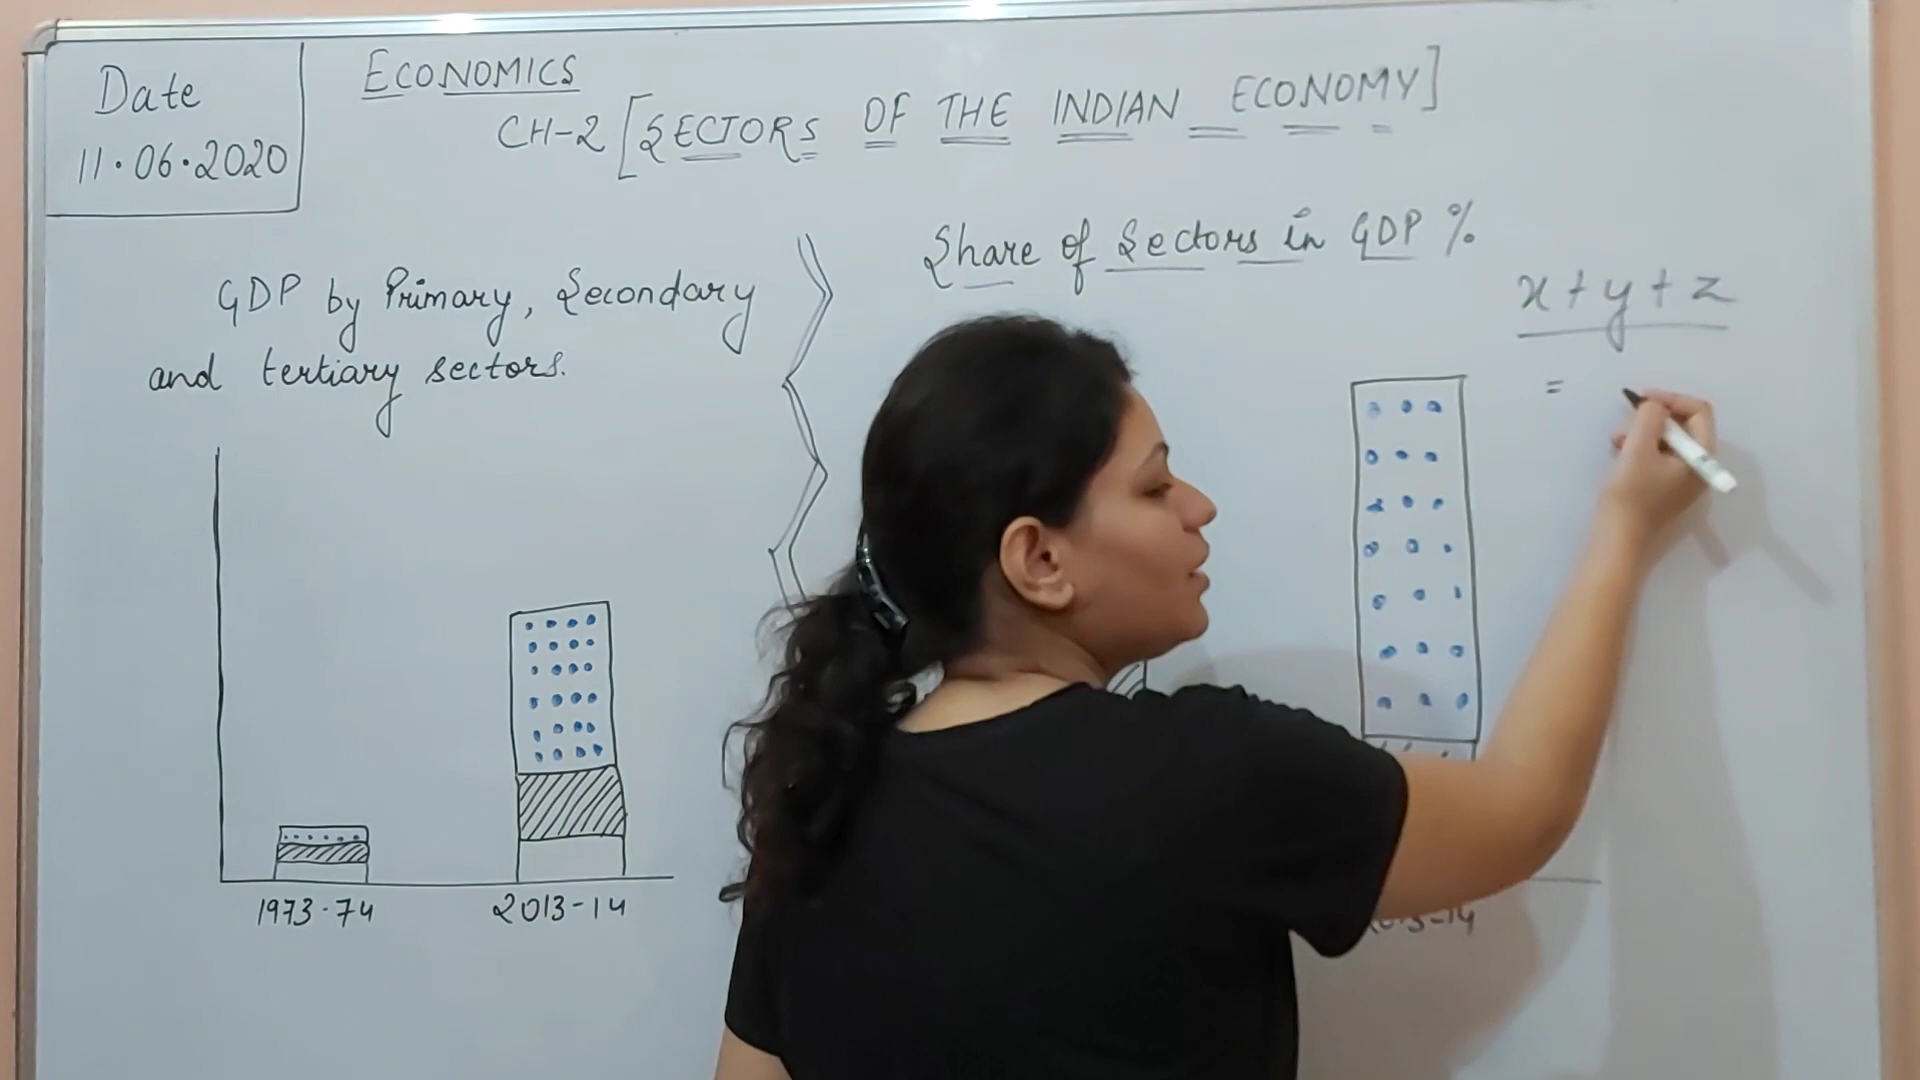 Date
11.06.2020
ECONOMICS
CH-2 [SECTORS OF THE INDIAN ECONOMY]
GDP by Primary, Secondary
and tertiary sectors.
1973-74
2013-14
Share of Sectors in GDP %
x + y + z
=